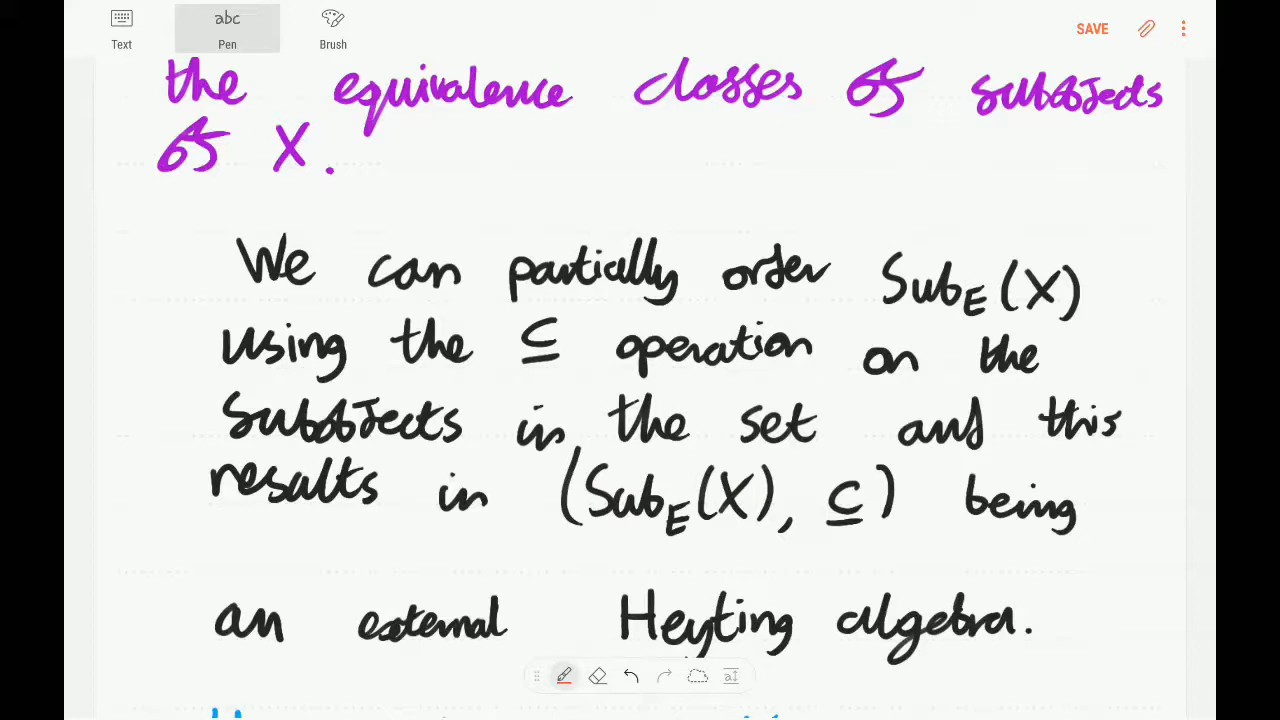 abc
SAVE
Text
Pen
Brush
the equivalence classes of subobjects
of X.
We can partially order Sub_E(X)
using the ⊆ operation on the
subobjects in the set and this
results in (Sub_E(X), ⊆) being
an external Heyting algebra.